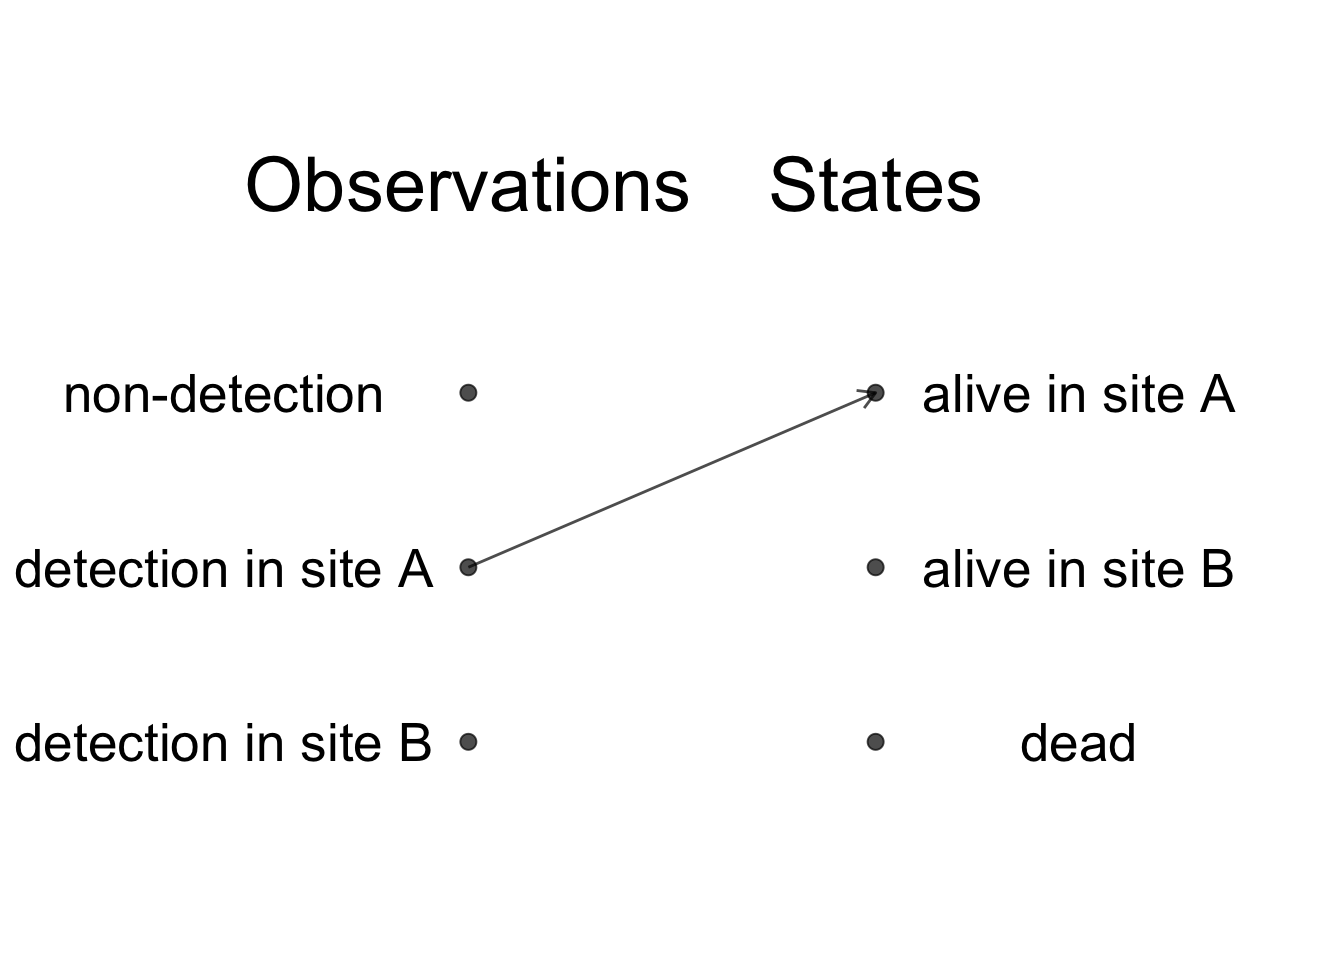 Observations States
non-detection alive in site A
detection in site A alive in site B
detection in site B dead